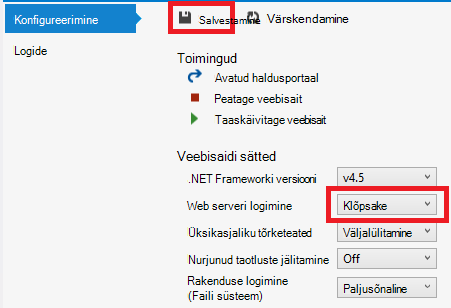 Konfigureerimine
Salvestamine Värskendamine
Logide
Toimingud
Avatud haldusportaal
Peatage veebisait
Taaskäivitage veebisait
Veebisaidi sätted
.NET Frameworki versiooni v4.5
Web serveri logimine Klõpsake
Üksikasjaliku tõrketeated Väljalülitamine
Nurjunud taotluste jälitamine Off
Rakenduse logimine
(Faili süsteem) Paljusõnaline